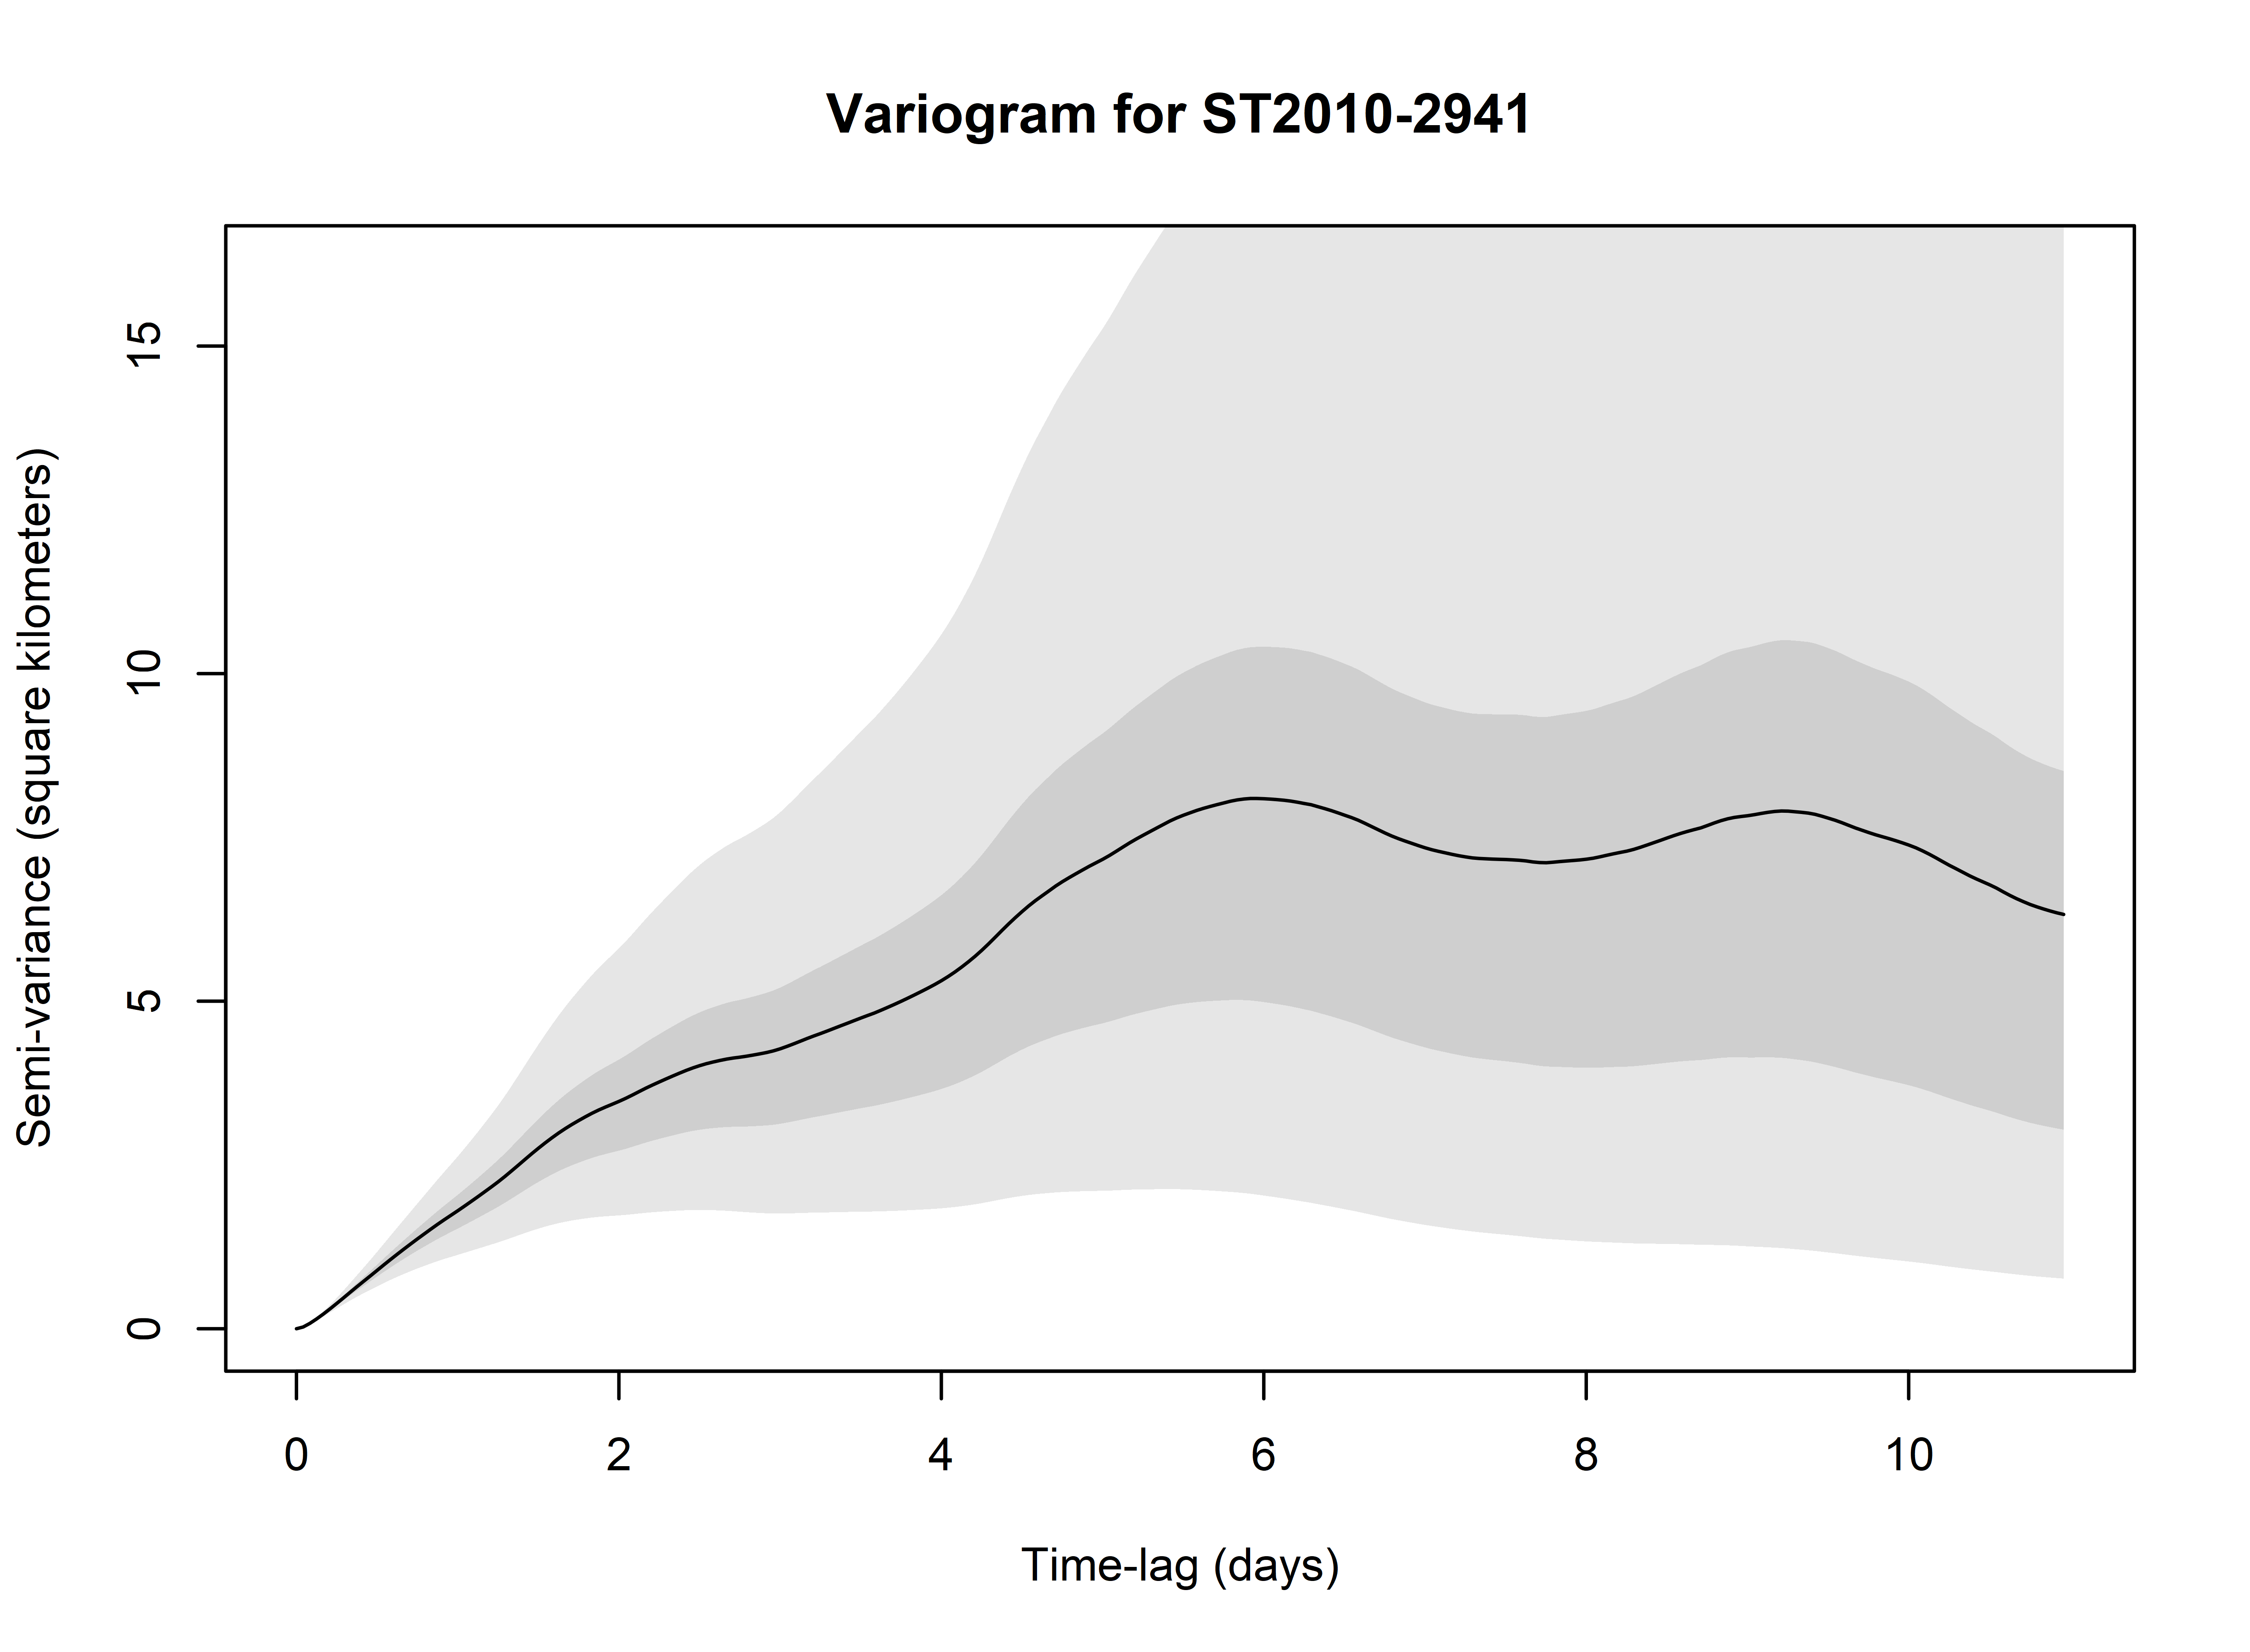 Variogram for ST2010-2941
Semi-variance (square kilometers)
15
10
5
0
0 2 4 6 8 10
Time-lag (days)